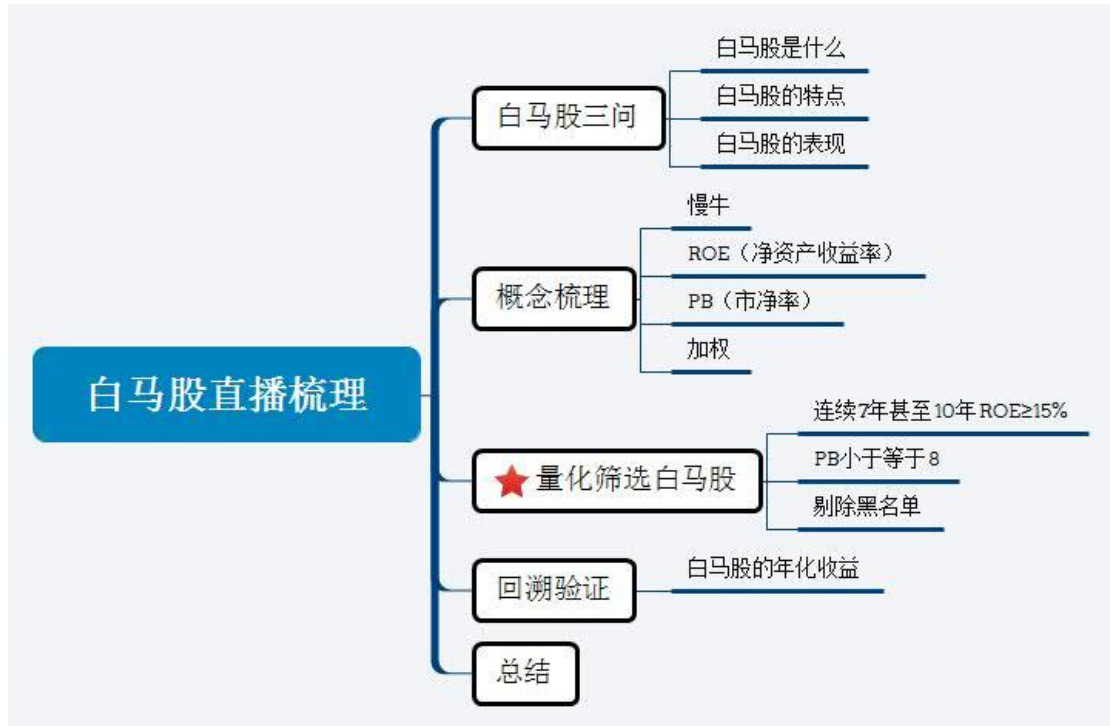 白马股直播梳理
白马股三问
白马股是什么
白马股的特点
白马股的表现
概念梳理
慢牛
ROE（净资产收益率）
PB（市净率）
加权
量化筛选白马股
连续7年甚至10年ROE≥15%
PB小于等于8
剔除黑名单
回溯验证
白马股的年化收益
总结